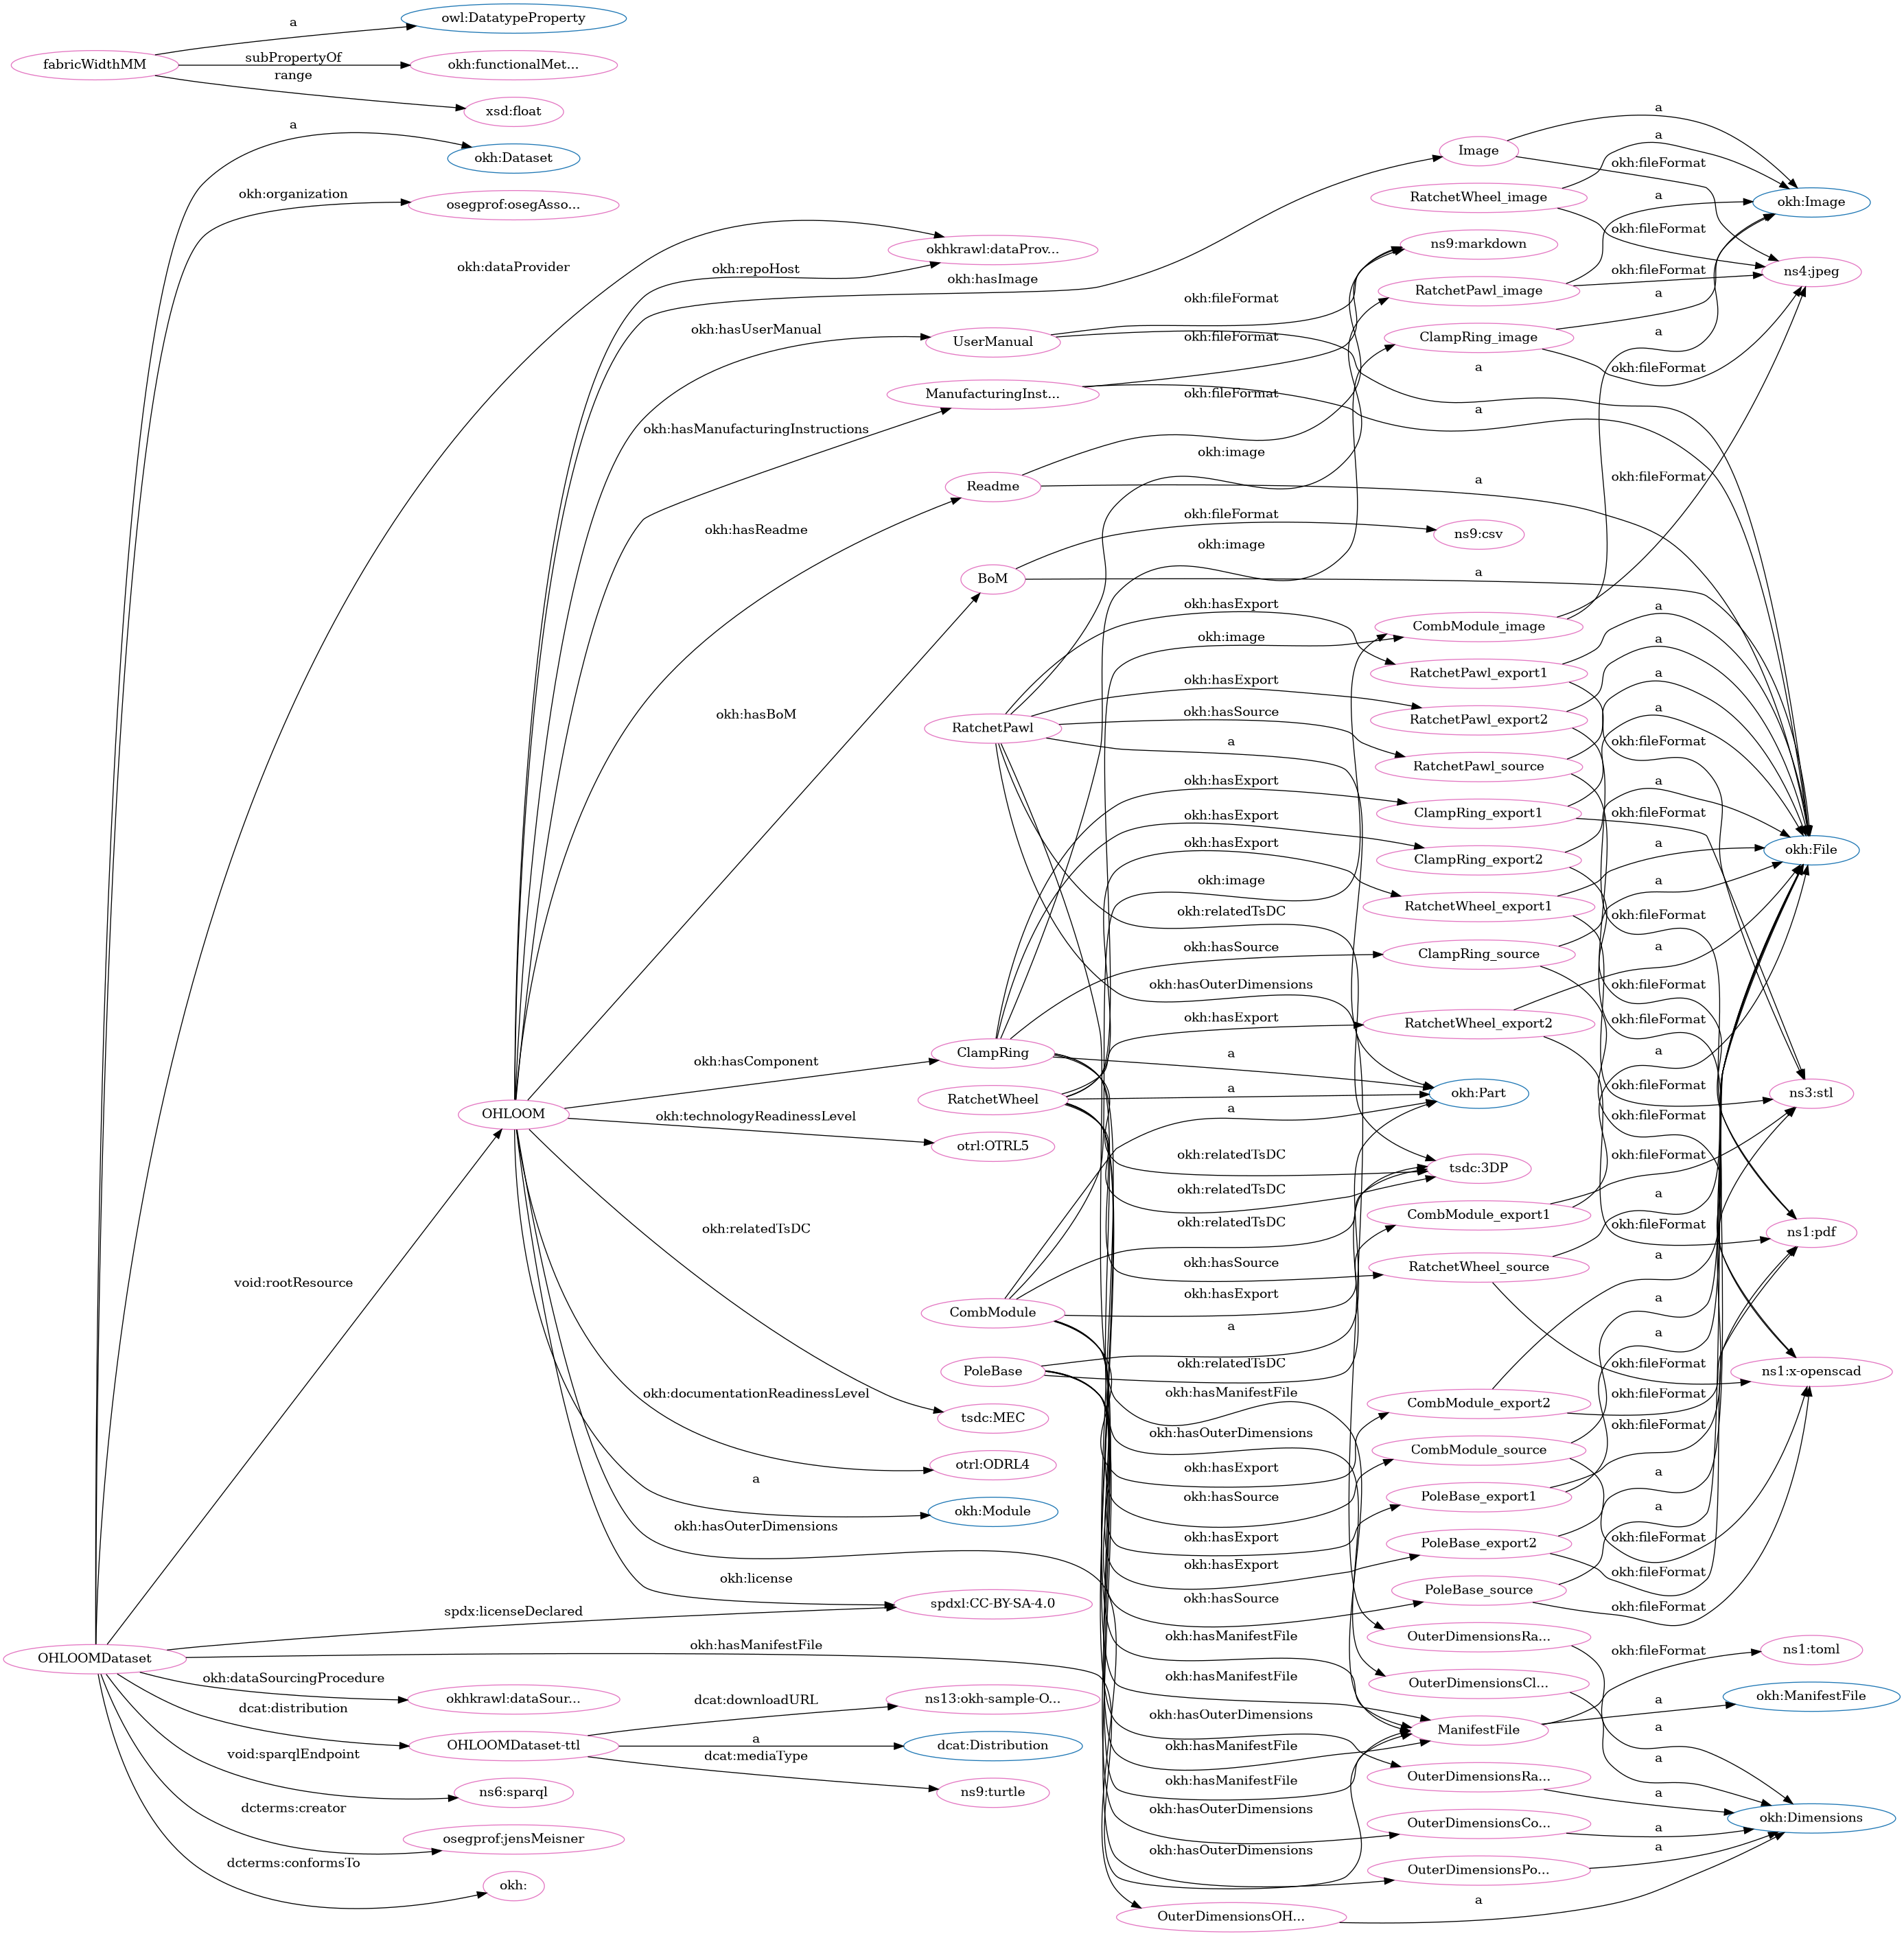 owl:DatatypeProperty
a
fabricWidthMM
subPropertyOf
okh:functionalMet...
range
xsd:float
a
okh:Dataset
okh:organization
osegprof:osegAsso...
okh:dataProvider
okhkrawl:dataProv...
okh:repoHost
okh:hasImage
okh:hasUserManual
UserManual
ManufacturingInst...
okh:hasManufacturingInstructions
Readme
okh:hasReadme
BoM
okh:hasBoM
RatchetPawl
ClampRing
okh:hasComponent
RatchetWheel
OHLOOM
okh:technologyReadinessLevel
otrl:OTRL5
okh:relatedTsDC
void:rootResource
CombModule
PoleBase
okh:documentationReadinessLevel
tsdc:MEC
otrl:ODRL4
a
okh:Module
okh:hasOuterDimensions
okh:license
spdxl:CC-BY-SA-4.0
spdx:licenseDeclared
okh:hasManifestFile
OHLOOMDataset
okh:dataSourcingProcedure
okhkrawl:dataSour...
dcat:distribution
OHLOOMDataset-ttl
dcat:downloadURL
ns13:okh-sample-O...
a
dcat:Distribution
dcat:mediaType
ns9:turtle
void:sparqlEndpoint
ns6:sparql
dcterms:creator
osegprof:jensMeisner
dcterms:conformsTo
okh:
okh:fileFormat
okh:fileFormat
okh:fileFormat
okh:image
okh:fileFormat
okh:image
okh:hasExport
okh:image
okh:hasExport
okh:hasSource
a
okh:hasExport
okh:hasExport
okh:hasExport
okh:image
okh:relatedTsDC
okh:hasSource
okh:hasOuterDimensions
okh:hasExport
a
a
a
okh:relatedTsDC
okh:relatedTsDC
okh:relatedTsDC
okh:hasSource
okh:hasExport
a
okh:relatedTsDC
okh:hasManifestFile
okh:hasOuterDimensions
okh:hasExport
okh:hasSource
okh:hasExport
okh:hasExport
okh:hasSource
okh:hasManifestFile
okh:hasManifestFile
okh:hasOuterDimensions
okh:hasManifestFile
okh:hasManifestFile
okh:hasOuterDimensions
okh:hasOuterDimensions
OuterDimensionsOH...
Image
RatchetWheel_image
ns9:markdown
RatchetPawl_image
ClampRing_image
a
a
a
ns9:csv
a
CombModule_image
RatchetPawl_export1
RatchetPawl_export2
RatchetPawl_source
ClampRing_export1
ClampRing_export2
RatchetWheel_export1
ClampRing_source
RatchetWheel_export2
okh:Part
tsdc:3DP
CombModule_export1
RatchetWheel_source
CombModule_export2
CombModule_source
PoleBase_export1
PoleBase_export2
PoleBase_source
OuterDimensionsRa...
OuterDimensionsCl...
ManifestFile
OuterDimensionsRa...
OuterDimensionsCo...
OuterDimensionsPo...
a
a
a
okh:fileFormat
a
okh:fileFormat
okh:fileFormat
a
a
okh:fileFormat
okh:fileFormat
a
a
a
okh:fileFormat
a
a
okh:fileFormat
a
a
okh:fileFormat
a
okh:fileFormat
okh:fileFormat
a
okh:fileFormat
okh:fileFormat
okh:fileFormat
a
okh:fileFormat
a
a
a
okh:fileFormat
okh:fileFormat
okh:fileFormat
a
a
okh:fileFormat
okh:fileFormat
okh:fileFormat
okh:fileFormat
a
a
a
a
a
okh:Image
ns4:jpeg
okh:File
ns3:stl
ns1:pdf
ns1:x-openscad
ns1:toml
okh:ManifestFile
okh:Dimensions